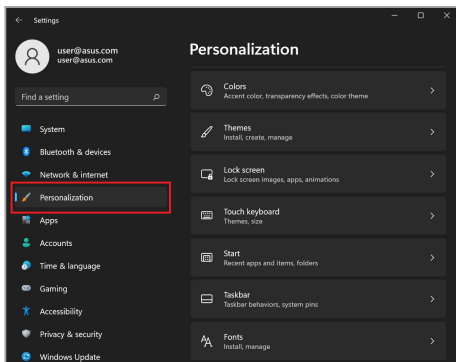 Settings
user@asus.com
user@asus.com
Find a setting
System
Bluetooth & devices
Network & internet
Personalization
Apps
Accounts
Time & language
Gaming
Accessibility
Privacy & security
Windows Update
Personalization
Colors
Accent color, transparency effects, color theme
Themes
Install, create, manage
Lock screen
Lock screen images, apps, animations
Touch keyboard
Themes, size
Start
Recent apps and items, folders
Taskbar
Taskbar behaviors, system pins
Fonts
Install, manage